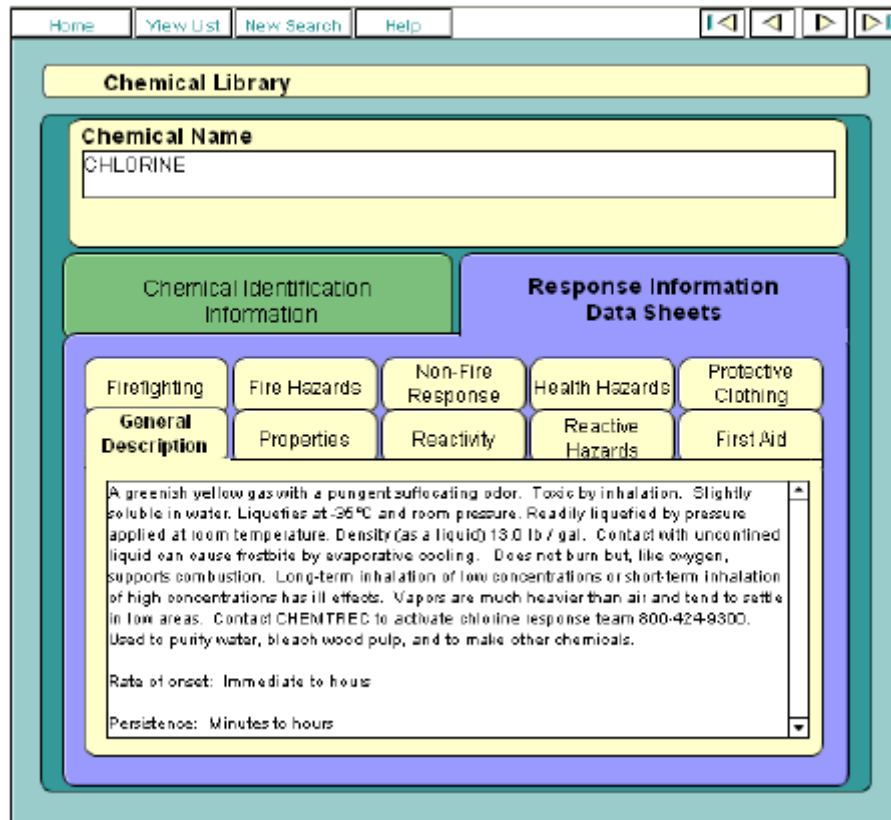 Home View List New Search Help
Chemical Library
Chemical Name
CHLORINE
Chemical Identification
Information
Response Information
Data Sheets
Firefighting Fire Hazards Non-Fire
Response Health Hazards Protective
Clothing
General
Description Properties Reactivity Reactive
Hazards First Aid
A greenish yellow gas with a pungent suffocating odor. Toxic by inhalation. Slightly
soluble in water. Liquefies at -35°C and room pressure. Readily liquefied by pressure
applied at room temperature. Density (as a liquid) 13.0 lb / gal. Contact with unconfined
liquid can cause frostbite by evaporative cooling. Does not burn but, like oxygen,
supports combustion. Long-term inhalation of low concentrations or short-term inhalation
of high concentrations has ill effects. Vapors are much heavier than air and tend to settle
in low areas. Contact CHEMTREC to activate chlorine response team 800-424-9300.
Used to purify water, bleach wood pulp, and to make other chemicals.
Rate of onset: Immediate to hours
Persistence: Minutes to hours